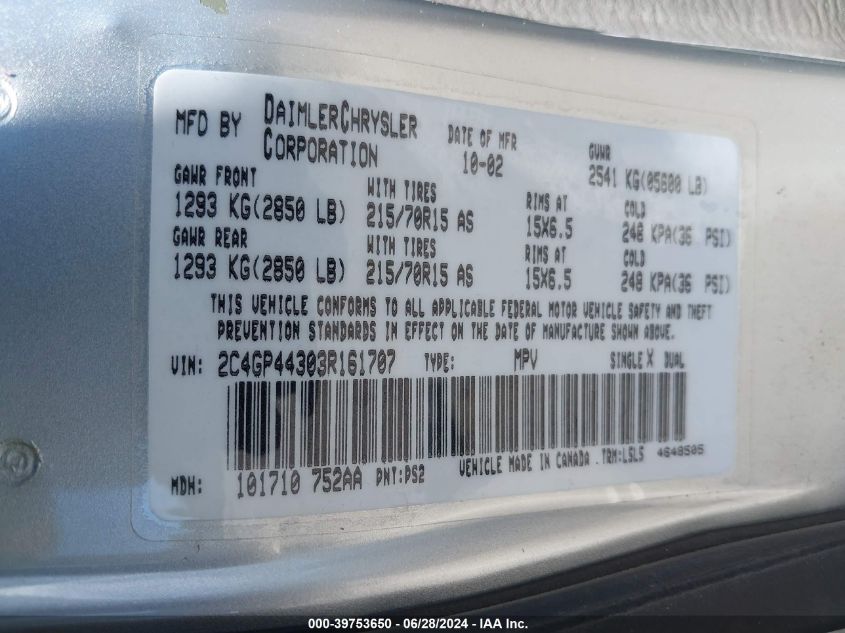 MFD BY DAIMLERCHRYSLER CORPORATION DATE OF MFR 10-02 GVWR 2541 KG(05600 LB)
GAWR FRONT WITH TIRES RIMS AT COLD
1293 KG(2850 LB) 215/70R15 AS 15X6.5 248 KPA(36 PSI)
GAWR REAR WITH TIRES RIMS AT COLD
1293 KG(2850 LB) 215/70R15 AS 15X6.5 248 KPA(36 PSI)
THIS VEHICLE CONFORMS TO ALL APPLICABLE FEDERAL MOTOR VEHICLE SAFETY AND THEFT
PREVENTION STANDARDS IN EFFECT ON THE DATE OF MANUFACTURE SHOWN ABOVE.
VIN: 2C4GP44303R161707 TYPE: MPV SINGLE X DUAL
MDH: 101710 752AA PNT:PS2 VEHICLE MADE IN CANADA .TRM:LSLS 4648505
000-39753650 - 06/28/2024 - IAA Inc.